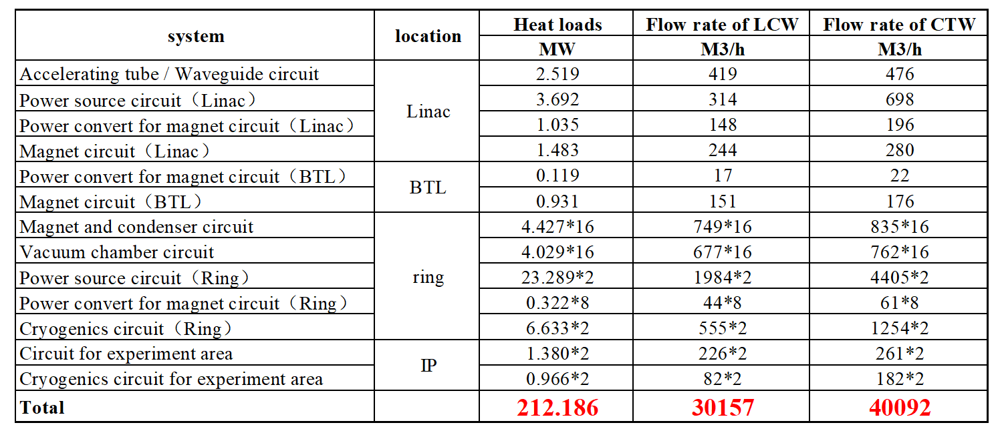 system location Heat loads Flow rate of LCW Flow rate of CTW
MW M3/h M3/h
Accelerating tube / Waveguide circuit Linac 2.519 419 476
Power source circuit（Linac） 3.692 314 698
Power convert for magnet circuit（Linac） 1.035 148 196
Magnet circuit（Linac） 1.483 244 280
Power convert for magnet circuit（BTL） BTL 0.119 17 22
Magnet circuit（BTL） 0.931 151 176
Magnet and condenser circuit ring 4.427*16 749*16 835*16
Vacuum chamber circuit 4.029*16 677*16 762*16
Power source circuit（Ring） 23.289*2 1984*2 4405*2
Power convert for magnet circuit（Ring） 0.322*8 44*8 61*8
Cryogenics circuit（Ring） 6.633*2 555*2 1254*2
Circuit for experiment area IP 1.380*2 226*2 261*2
Cryogenics circuit for experiment area 0.966*2 82*2 182*2
Total 212.186 30157 40092